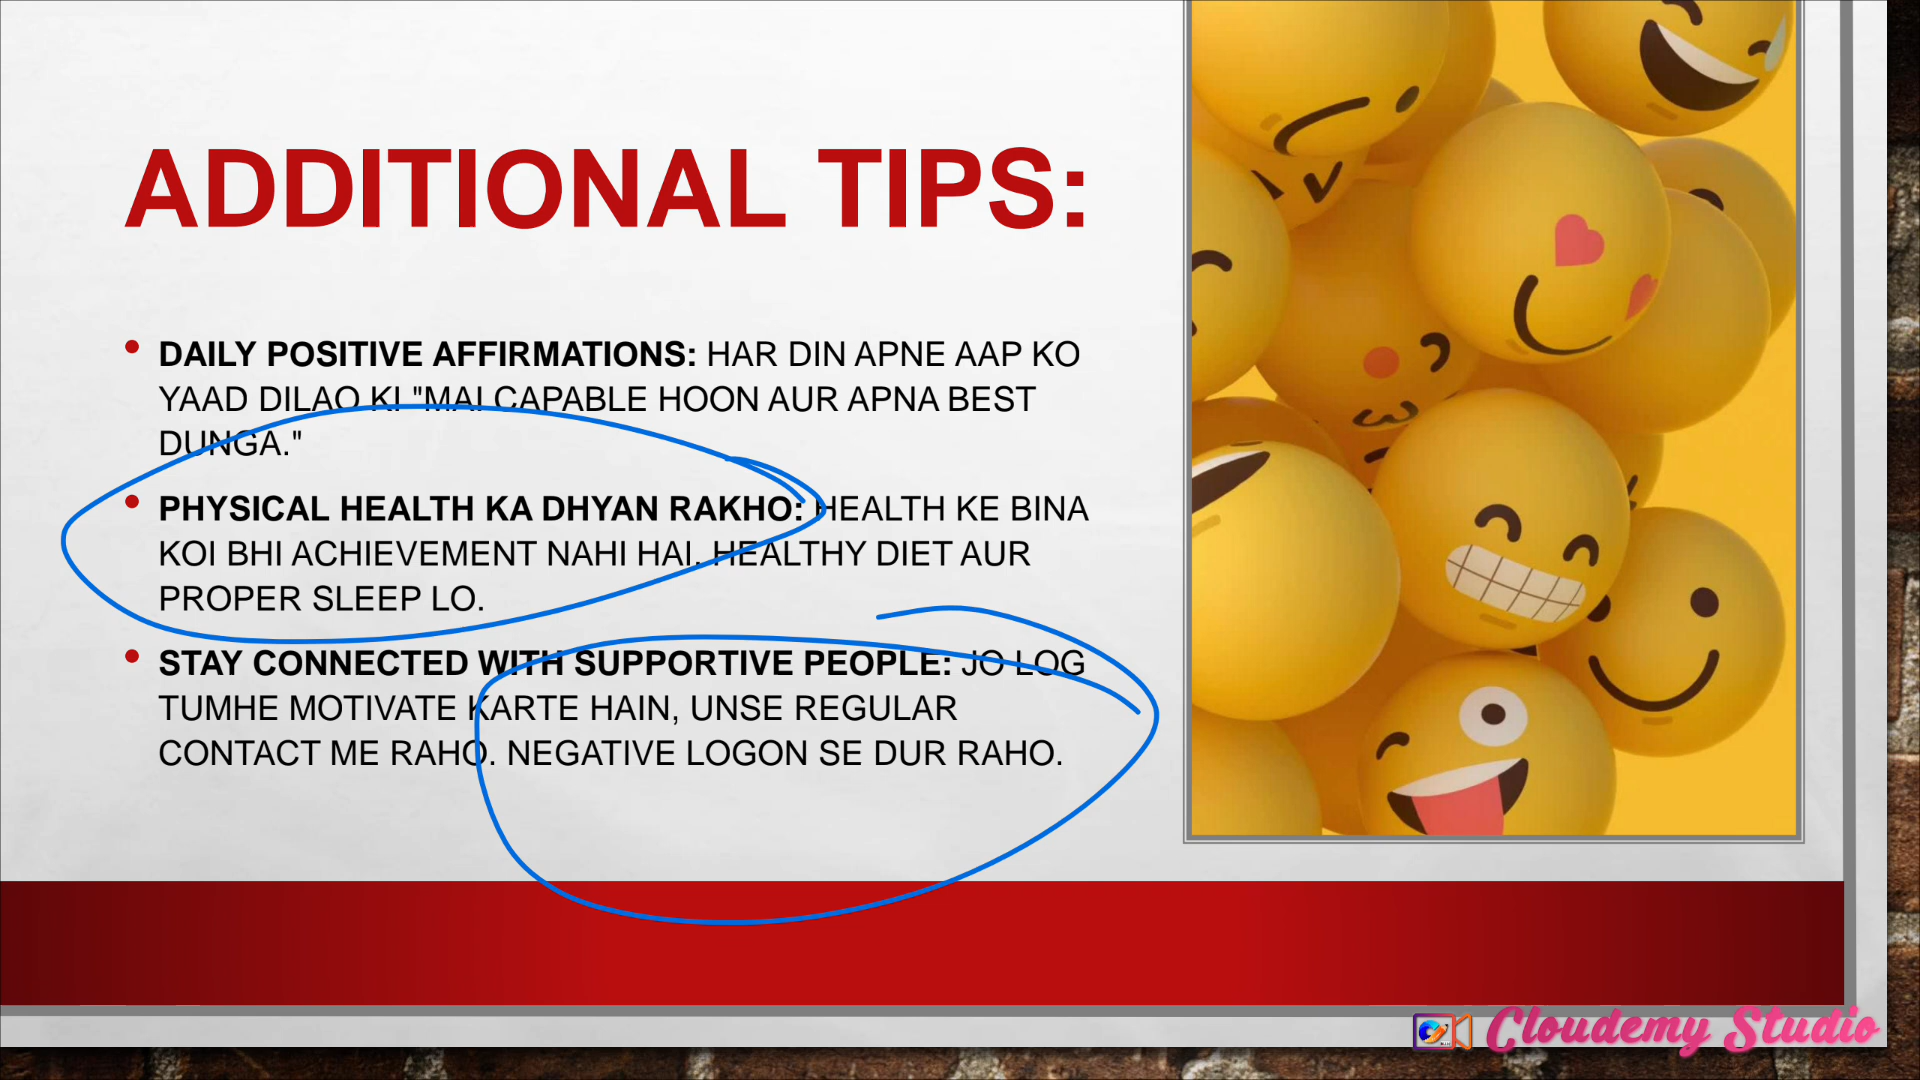 ADDITIONAL TIPS:
DAILY POSITIVE AFFIRMATIONS: HAR DIN APNE AAP KO
YAAD DILAO KI "MAI CAPABLE HOON AUR APNA BEST
DUNGA."
PHYSICAL HEALTH KA DHYAN RAKHO: HEALTH KE BINA
KOI BHI ACHIEVEMENT NAHI HAI. HEALTHY DIET AUR
PROPER SLEEP LO.
STAY CONNECTED WITH SUPPORTIVE PEOPLE: JO LOG
TUMHE MOTIVATE KARTE HAIN, UNSE REGULAR
CONTACT ME RAHO. NEGATIVE LOGON SE DUR RAHO.
Cloudemy Studio